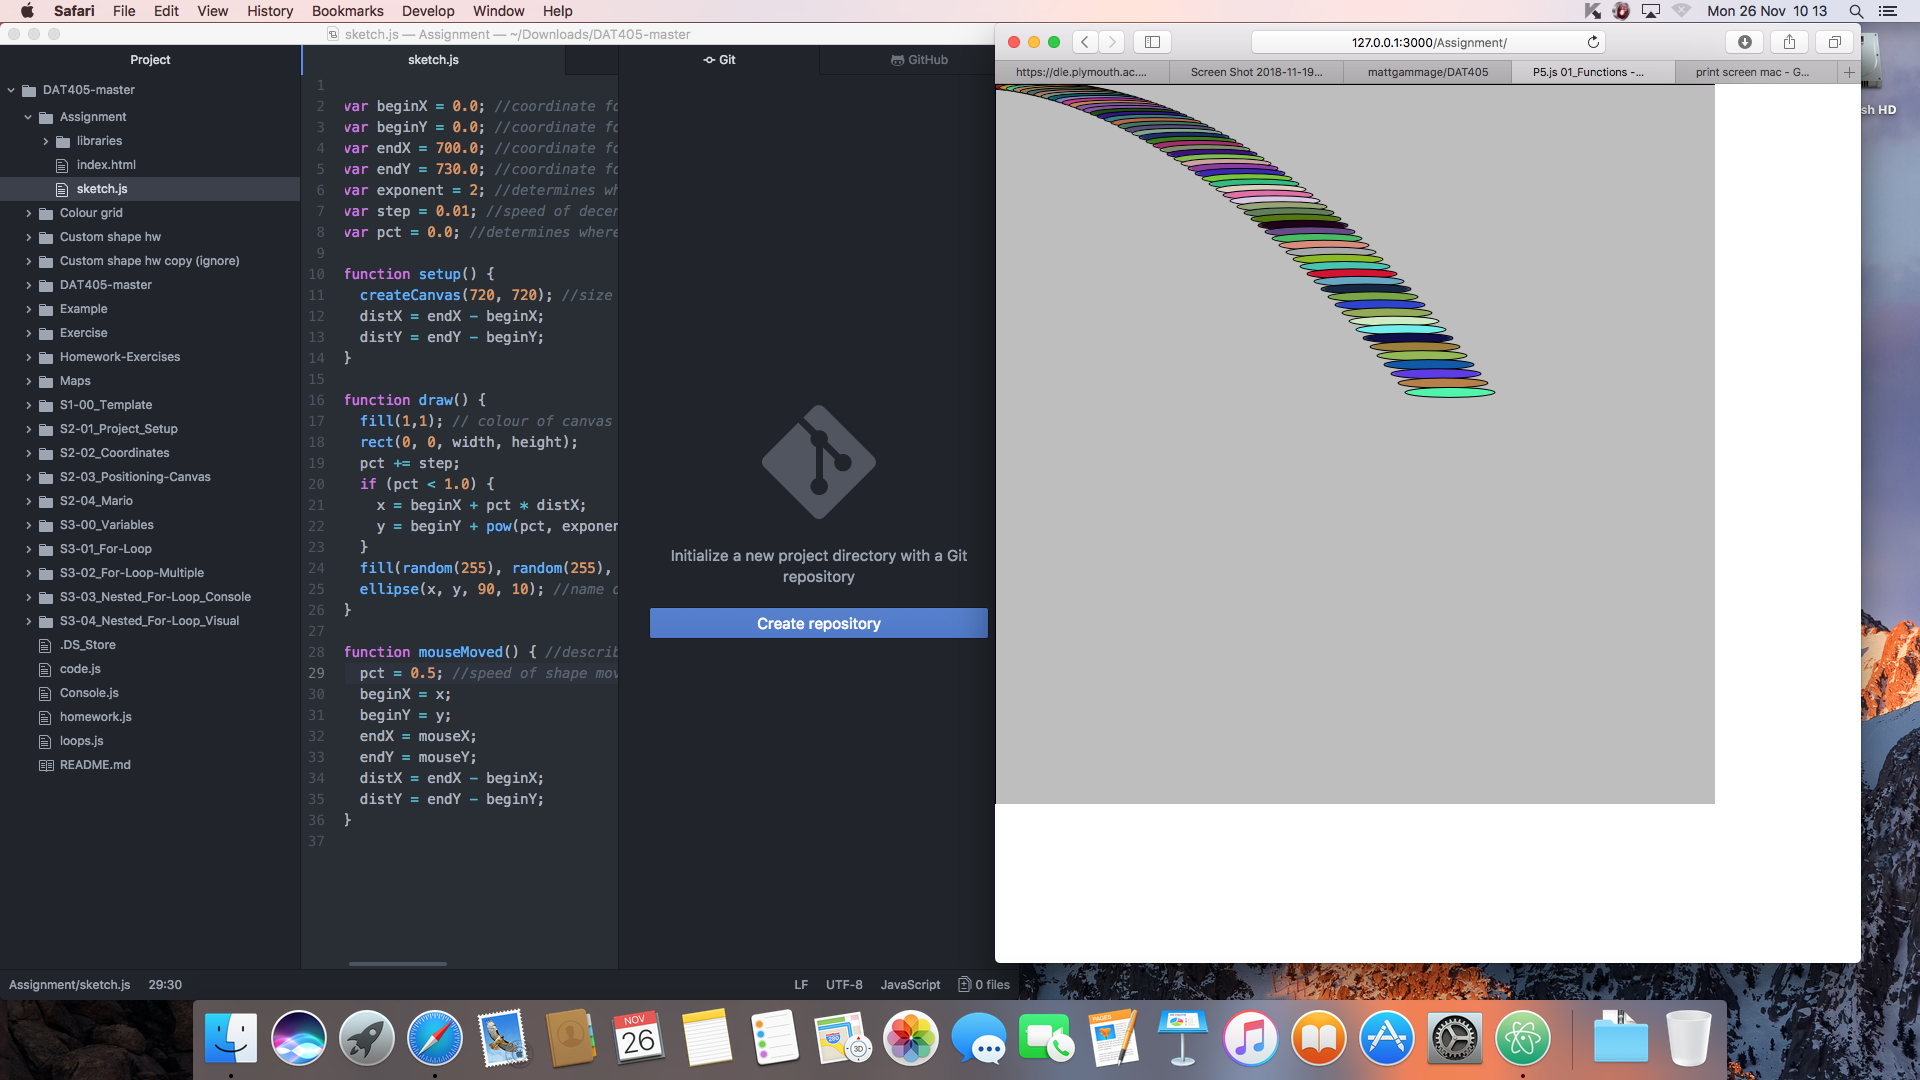 Safari File Edit View History Bookmarks Develop Window Help
Mon 26 Nov 10 13
sketch.js — Assignment — ~/Downloads/DAT405-master
Project
DAT405-master
Assignment
libraries
index.html
sketch.js
Colour grid
Custom shape hw
Custom shape hw copy (ignore)
DAT405-master
Example
Exercise
Homework-Exercises
Maps
S1-00_Template
S2-01_Project_Setup
S2-02_Coordinates
S2-03_Positioning-Canvas
S2-04_Mario
S3-00_Variables
S3-01_For-Loop
S3-02_For-Loop-Multiple
S3-03_Nested_For-Loop_Console
S3-04_Nested_For-Loop_Visual
.DS_Store
code.js
Console.js
homework.js
loops.js
README.md
sketch.js
1
2 var beginX = 0.0; //coordinate fo
3 var beginY = 0.0; //coordinate fo
4 var endX = 700.0; //coordinate fo
5 var endY = 730.0; //coordinate fo
6 var exponent = 2; //determines wh
7 var step = 0.01; //speed of decen
8 var pct = 0.0; //determines where
9
10 function setup() {
11 createCanvas(720, 720); //size
12 distX = endX - beginX;
13 distY = endY - beginY;
14 }
15
16 function draw() {
17 fill(1,1); // colour of canvas
18 rect(0, 0, width, height);
19 pct += step;
20 if (pct < 1.0) {
21 x = beginX + pct * distX;
22 y = beginY + pow(pct, exponen
23 }
24 fill(random(255), random(255),
25 ellipse(x, y, 90, 10); //name o
26 }
27
28 function mouseMoved() { //describ
29 pct = 0.5; //speed of shape mov
30 beginX = x;
31 beginY = y;
32 endX = mouseX;
33 endY = mouseY;
34 distX = endX - beginX;
35 distY = endY - beginY;
36 }
37
Git
GitHub
Initialize a new project directory with a Git
repository
Create repository
Assignment/sketch.js 29:30
LF UTF-8 JavaScript 0 files
127.0.0.1:3000/Assignment/
https://dle.plymouth.ac....
Screen Shot 2018-11-19...
mattgammage/DAT405
P5.js 01_Functions -...
print screen mac - G...
sh HD
NOV
26
280
3D
PAGES